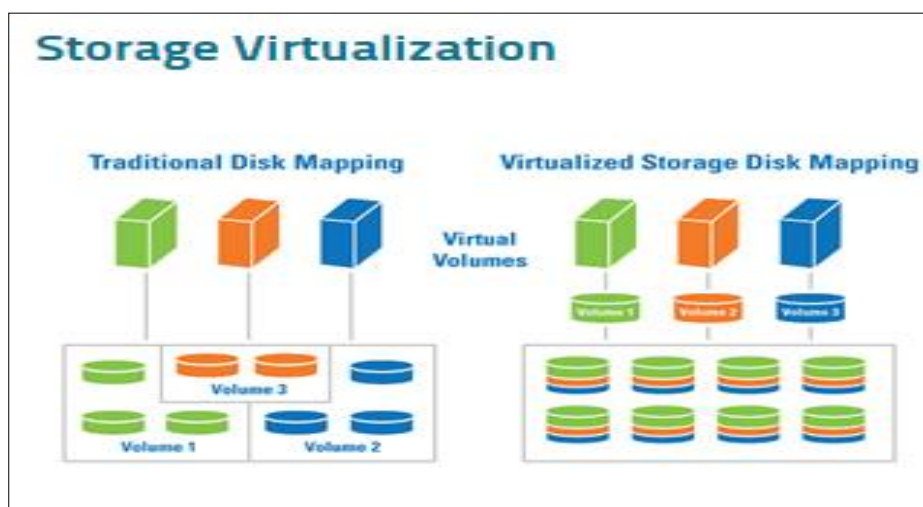 Storage Virtualization
Traditional Disk Mapping
Virtualized Storage Disk Mapping
Virtual
Volumes
Volume 1
Volume 2
Volume 3
Volume 3
Volume 1
Volume 2